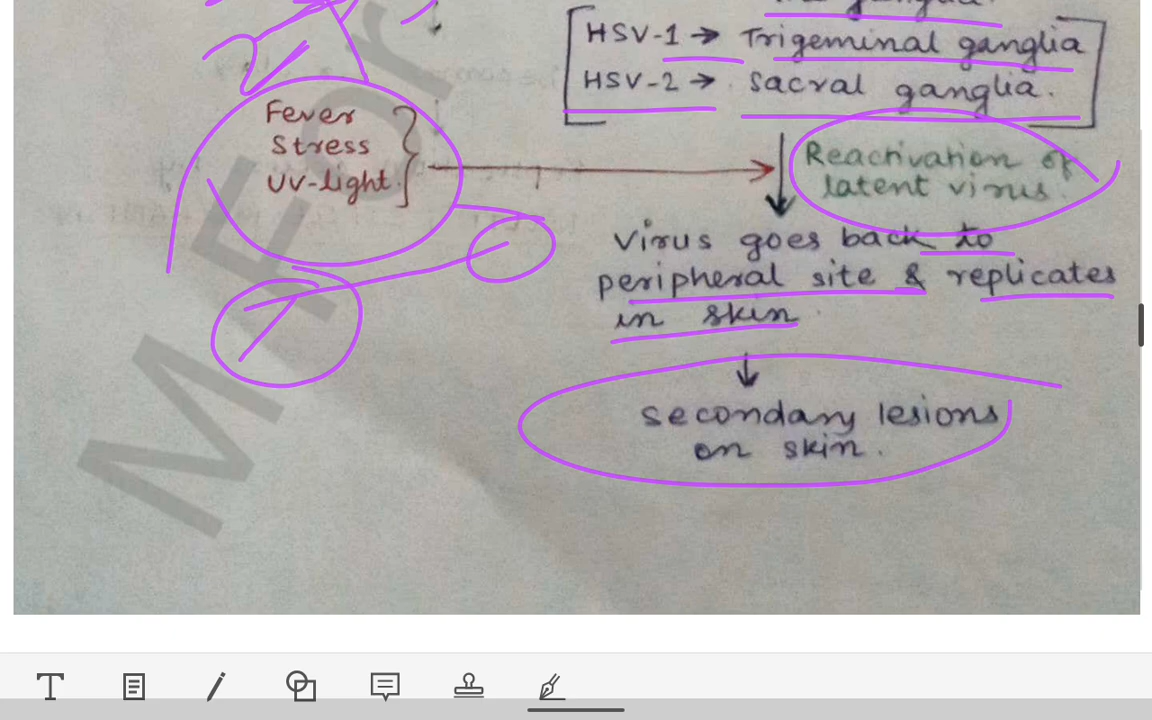 HSV-1 → Trigeminal ganglia
HSV-2 → Sacral ganglia.
Fever
Stress
UV-light
Reactivation of
latent virus.
Virus goes back to
peripheral site & replicates
in skin.
↓
Secondary lesions
on skin.